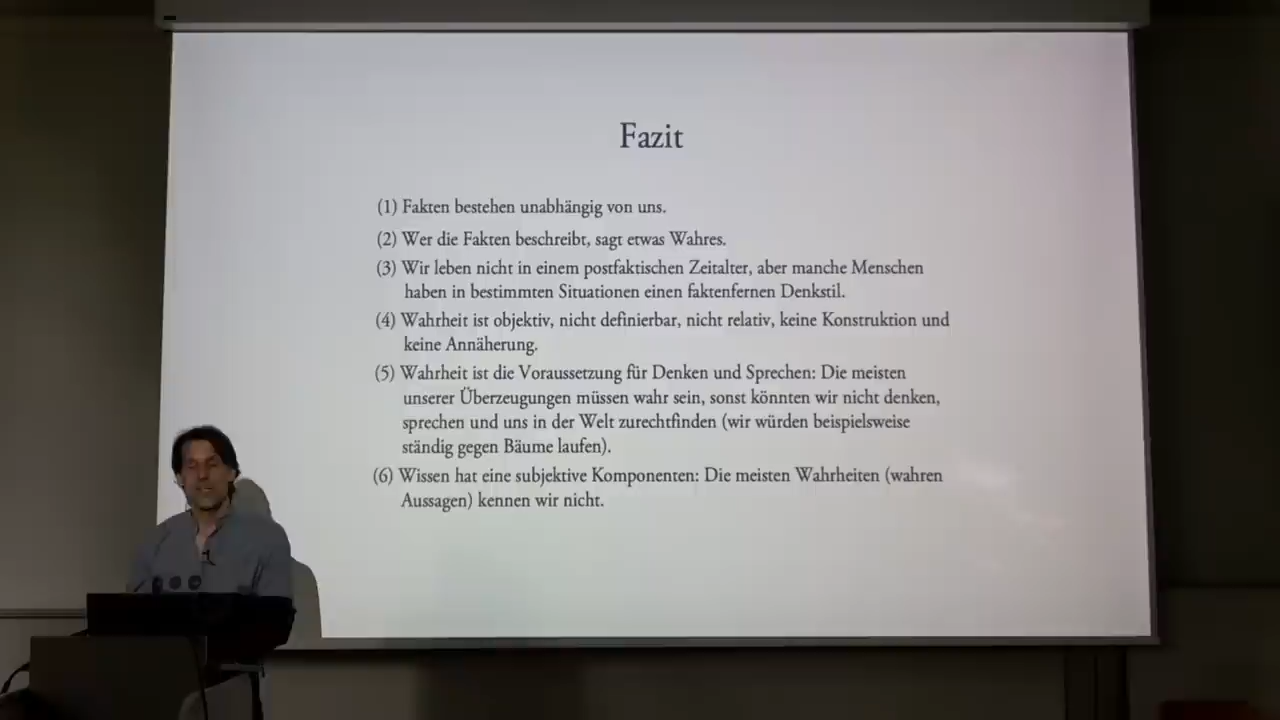 Fazit
(1) Fakten bestehen unabhängig von uns.
(2) Wer die Fakten beschreibt, sagt etwas Wahres.
(3) Wir leben nicht in einem postfaktischen Zeitalter, aber manche Menschen
haben in bestimmten Situationen einen faktenfernen Denkstil.
(4) Wahrheit ist objektiv, nicht definierbar, nicht relativ, keine Konstruktion und
keine Annäherung.
(5) Wahrheit ist die Voraussetzung für Denken und Sprechen: Die meisten
unserer Überzeugungen müssen wahr sein, sonst könnten wir nicht denken,
sprechen und uns in der Welt zurechtfinden (wir würden beispielsweise
ständig gegen Bäume laufen).
(6) Wissen hat eine subjektive Komponenten: Die meisten Wahrheiten (wahren
Aussagen) kennen wir nicht.